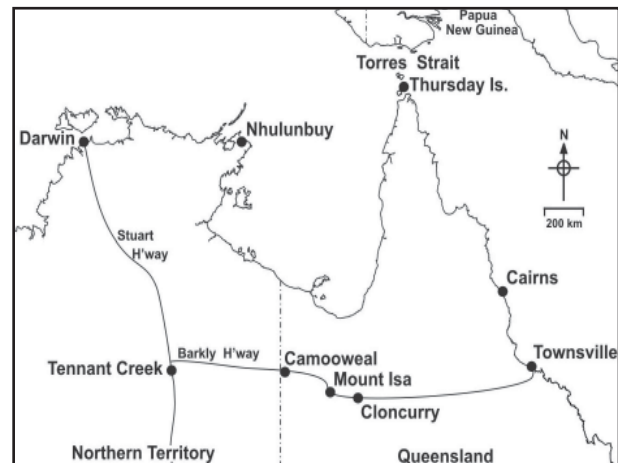 Papua
New Guinea
Torres Strait
Thursday Is.
Darwin
Nhulunbuy
N
200 km
Stuart
H'way
Cairns
Barkly H'way
Tennant Creek
Camooweal
Townsville
Mount Isa
Cloncurry
Northern Territory
Queensland